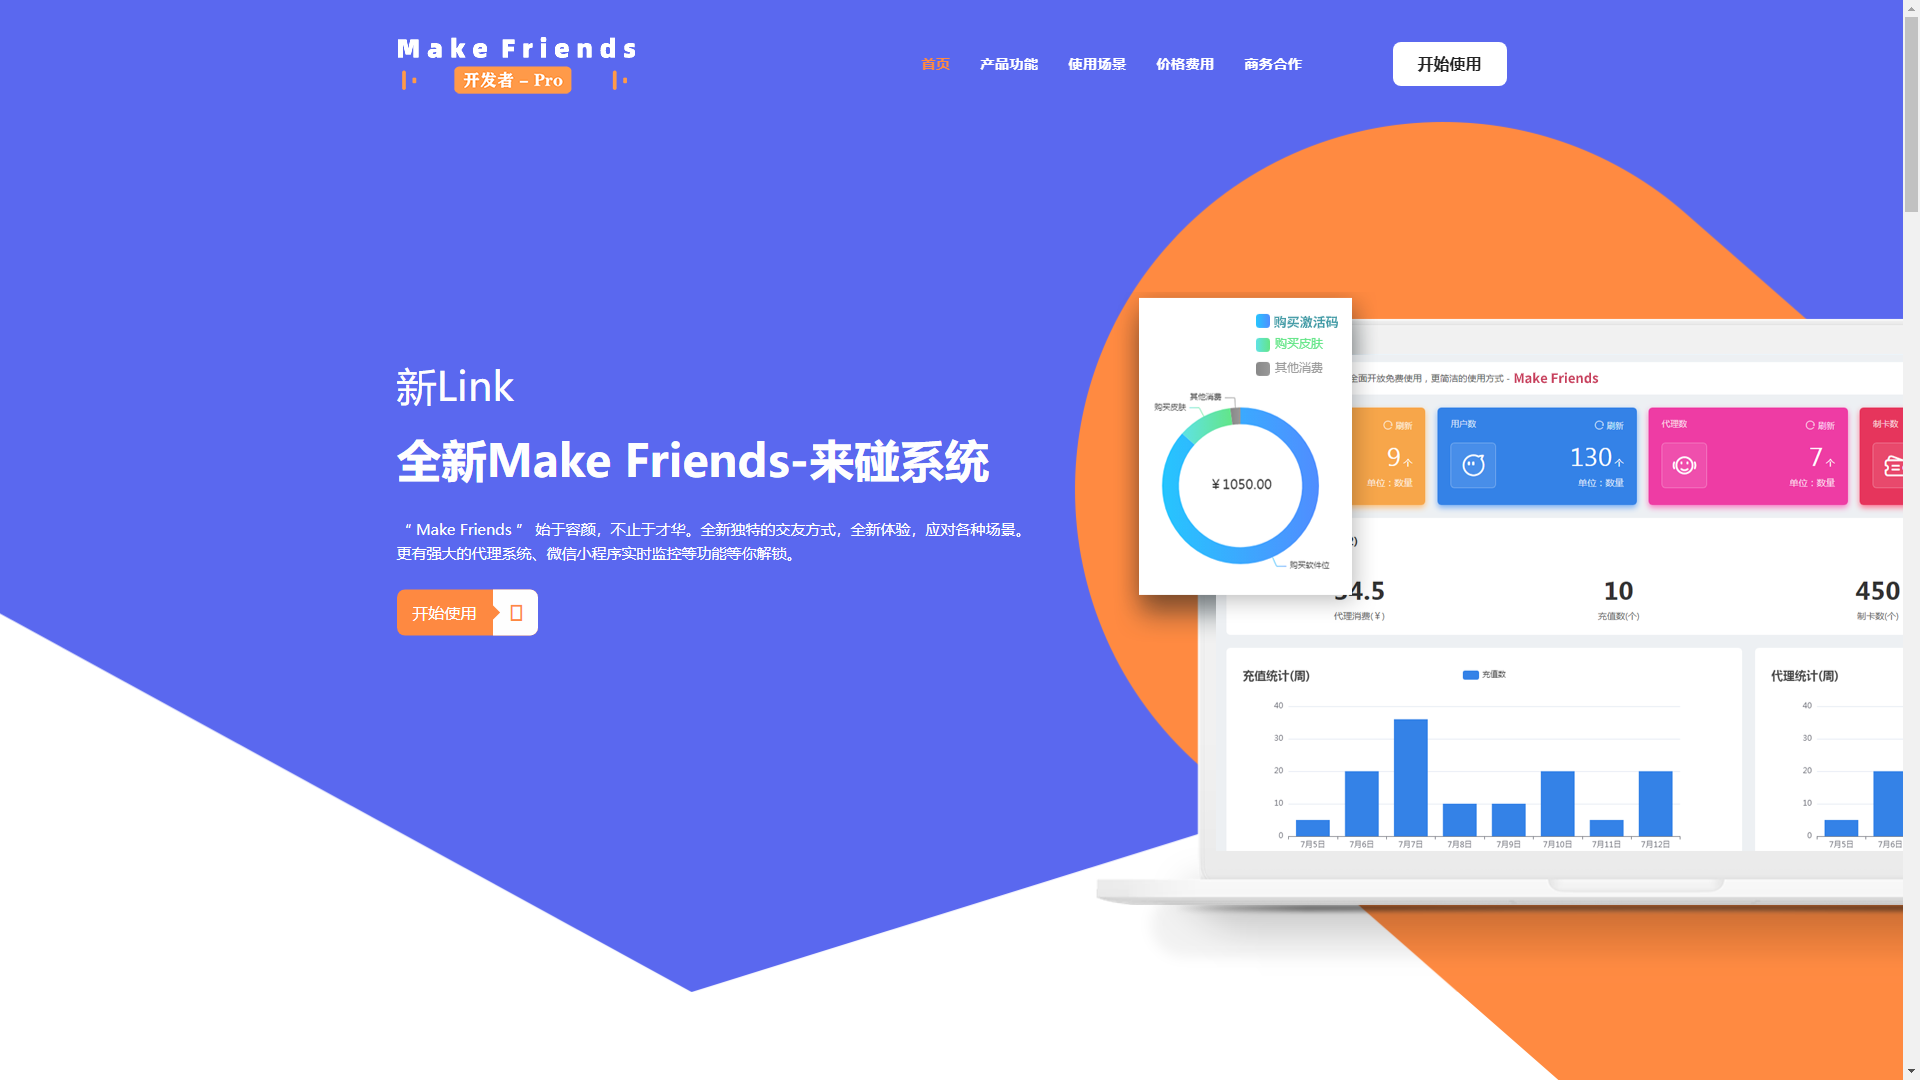 Make Friends
开发者 – Pro
首页
产品功能
使用场景
价格费用
商务合作
开始使用
新Link
全新Make Friends-来碰系统
“ Make Friends ” 始于容颜，不止于才华。全新独特的交友方式，全新体验，应对各种场景。
更有强大的代理系统、微信小程序实时监控等功能等你解锁。
开始使用
购买激活码
购买皮肤
其他消费
其他消费
购买皮肤
¥ 1050.00
购买软件位
全面开放免费使用，更简洁的使用方式 - Make Friends
刷新
9 个
单位：数量
用户数
刷新
130 个
单位：数量
代理数
刷新
7 个
单位：数量
制卡数
4.5
代理消费(¥)
10
充值数(个)
450
制卡数(个)
充值统计(周)
充值数
40
30
20
10
0
7月5日
7月6日
7月7日
7月8日
7月9日
7月10日
7月11日
7月12日
代理统计(周)
40
30
20
10
0
7月5日
7月6日